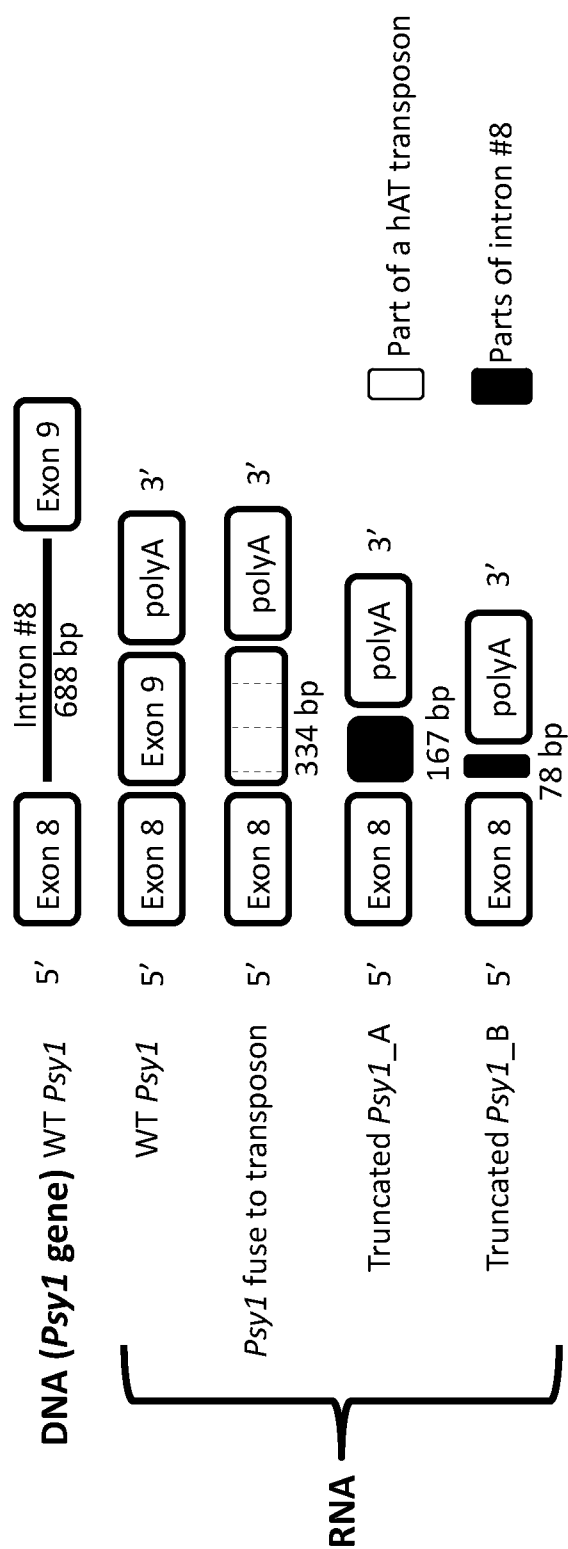 DNA (Psy1 gene) WT Psy1 5’ Exon 8 Intron #8 Exon 9
688 bp
RNA
WT Psy1 5’ Exon 8 Exon 9 polyA 3’
Psy1 fuse to transposon 5’ Exon 8 polyA 3’
334 bp
Truncated Psy1_A 5’ Exon 8 polyA 3’
167 bp
Truncated Psy1_B 5’ Exon 8 polyA 3’
78 bp
Part of a hAT transposon
Parts of intron #8